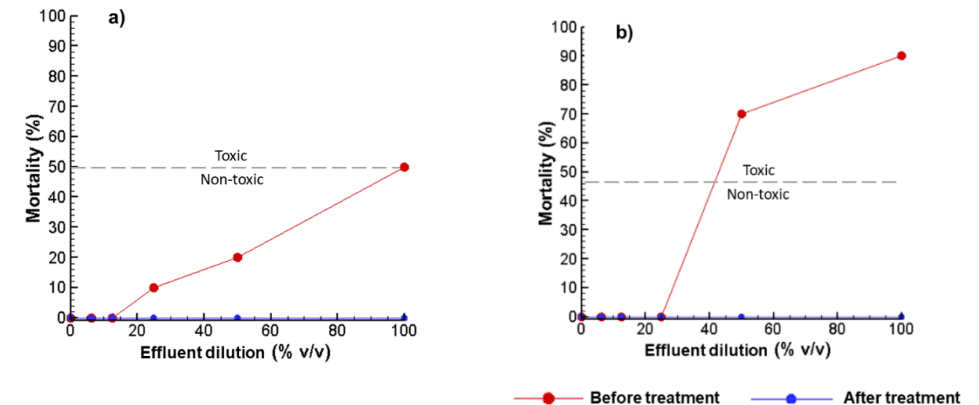 a)
100
90
80
70
60
50
40
30
20
10
0
Mortality (%)
Toxic
Non-toxic
0 20 40 60 80 100
Effluent dilution (% v/v)
b)
100
90
80
70
60
50
40
30
20
10
0
Mortality (%)
Toxic
Non-toxic
0 20 40 60 80 100
Effluent dilution (% v/v)
Before treatment After treatment